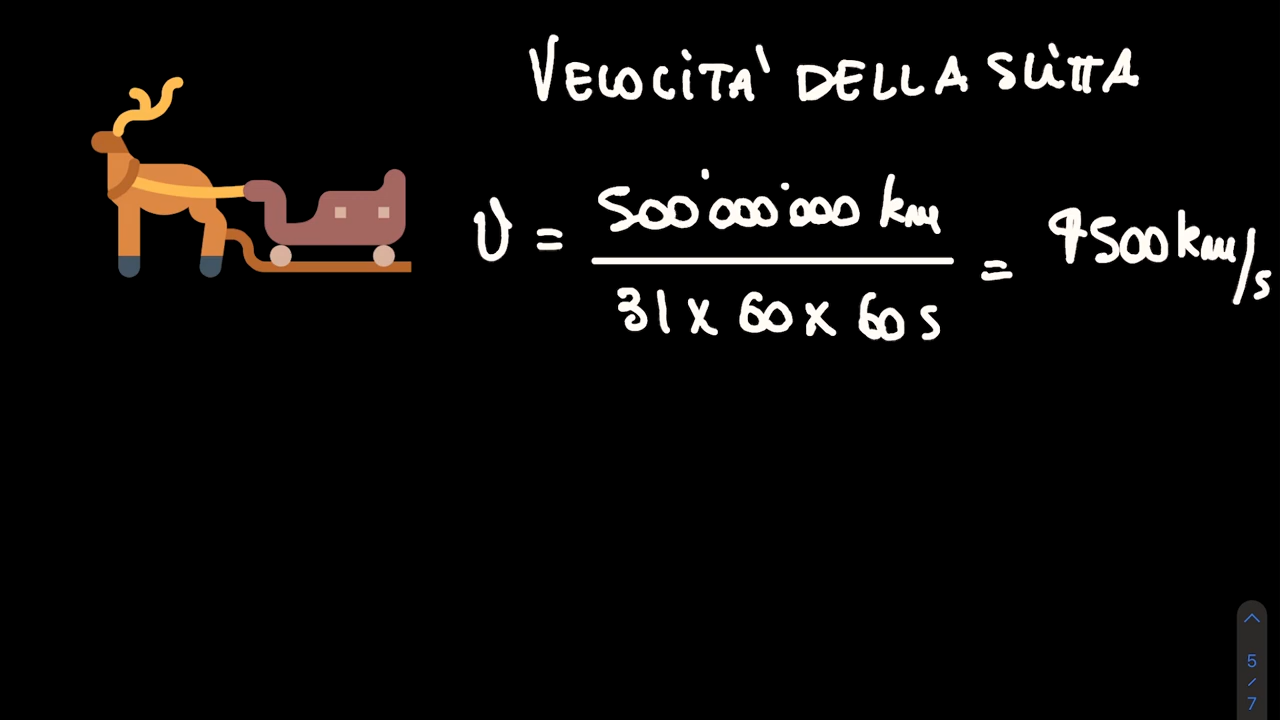 VELOCITA' DELLA SLITTA
v = 500'000'000 km / 31 x 60 x 60 s = 4500 km/s
5
/
7